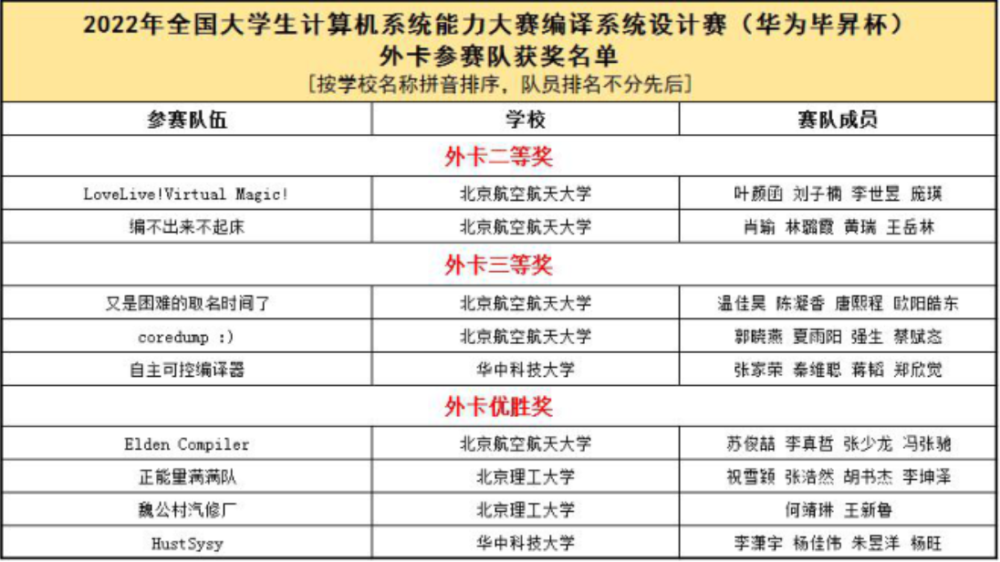 2022年全国大学生计算机系统能力大赛编译系统设计赛（华为毕昇杯）
外卡参赛队获奖名单
[按学校名称拼音排序，队员排名不分先后]
参赛队伍 学校 赛队成员
外卡二等奖
LoveLive!Virtual Magic! 北京航空航天大学 叶颜函 刘子楠 李世昱 庞瑛
编不出来不起床 北京航空航天大学 肖瑜 林璐霞 黄瑞 王岳林
外卡三等奖
又是困难的取名时间了 北京航空航天大学 温佳昊 陈凝香 唐熙程 欧阳皓东
coredump :) 北京航空航天大学 郭晓燕 夏雨阳 强生 蔡赋
自主可控编译器 华中科技大学 张家荣 秦维聪 蒋韬 郑欣觉
外卡优胜奖
Elden Compiler 北京航空航天大学 苏俊喆 李真哲 张少龙 冯张驰
正能量满满队 北京理工大学 祝雪颖 张浩然 胡书杰 李坤泽
魏公村汽修厂 北京理工大学 何靖琳 王新鲁
HustSysy 华中科技大学 李潇宇 杨佳伟 朱昱洋 杨旺